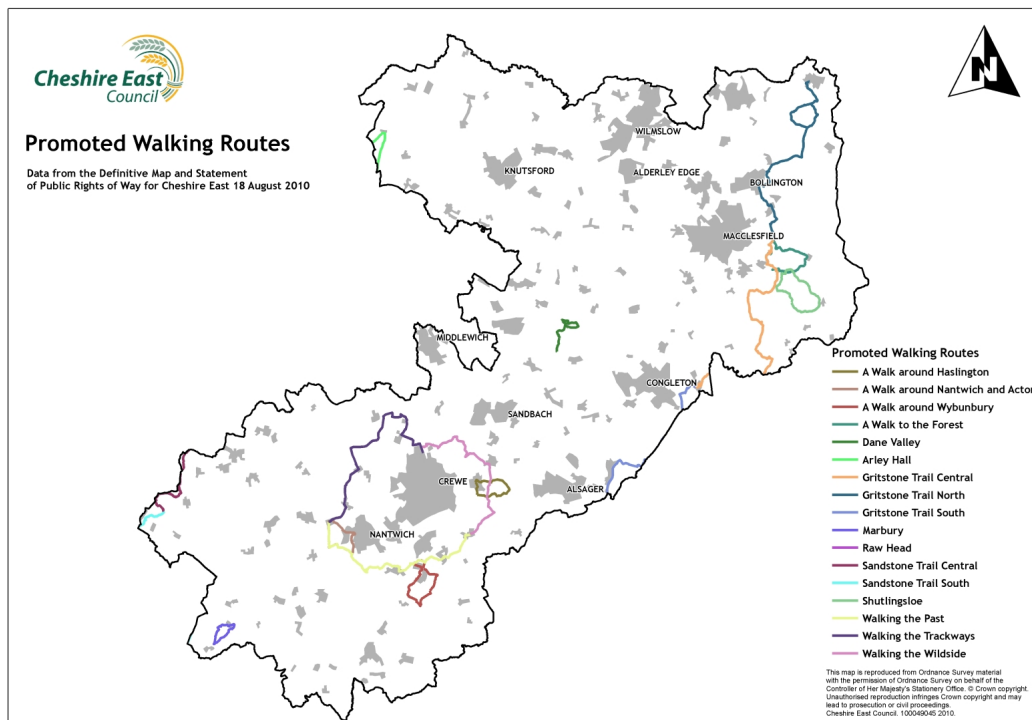 Cheshire East
Council
Promoted Walking Routes
Data from the Definitive Map and Statement
of Public Rights of Way for Cheshire East 18 August 2010
N
WILMSLOW
KNUTSFORD
ALDERLEY EDGE
BOLLINGTON
MACCLESFIELD
MIDDLEWICH
CONGLETON
SANDBACH
CREWE
ALSAGER
NANTWICH
Promoted Walking Routes
A Walk around Haslington
A Walk around Nantwich and Acton
A Walk around Wybunbury
A Walk to the Forest
Dane Valley
Arley Hall
Gritstone Trail Central
Gritstone Trail North
Gritstone Trail South
Marbury
Raw Head
Sandstone Trail Central
Sandstone Trail South
Shutlingsloe
Walking the Past
Walking the Trackways
Walking the Wildside
This map is reproduced from Ordnance Survey material
with the permission of Ordnance Survey on behalf of the
Controller of Her Majesty's Stationery Office. © Crown copyright.
Unauthorised reproduction infringes Crown copyright and may
lead to prosecution or civil proceedings.
Cheshire East Council. 100049045 2010.